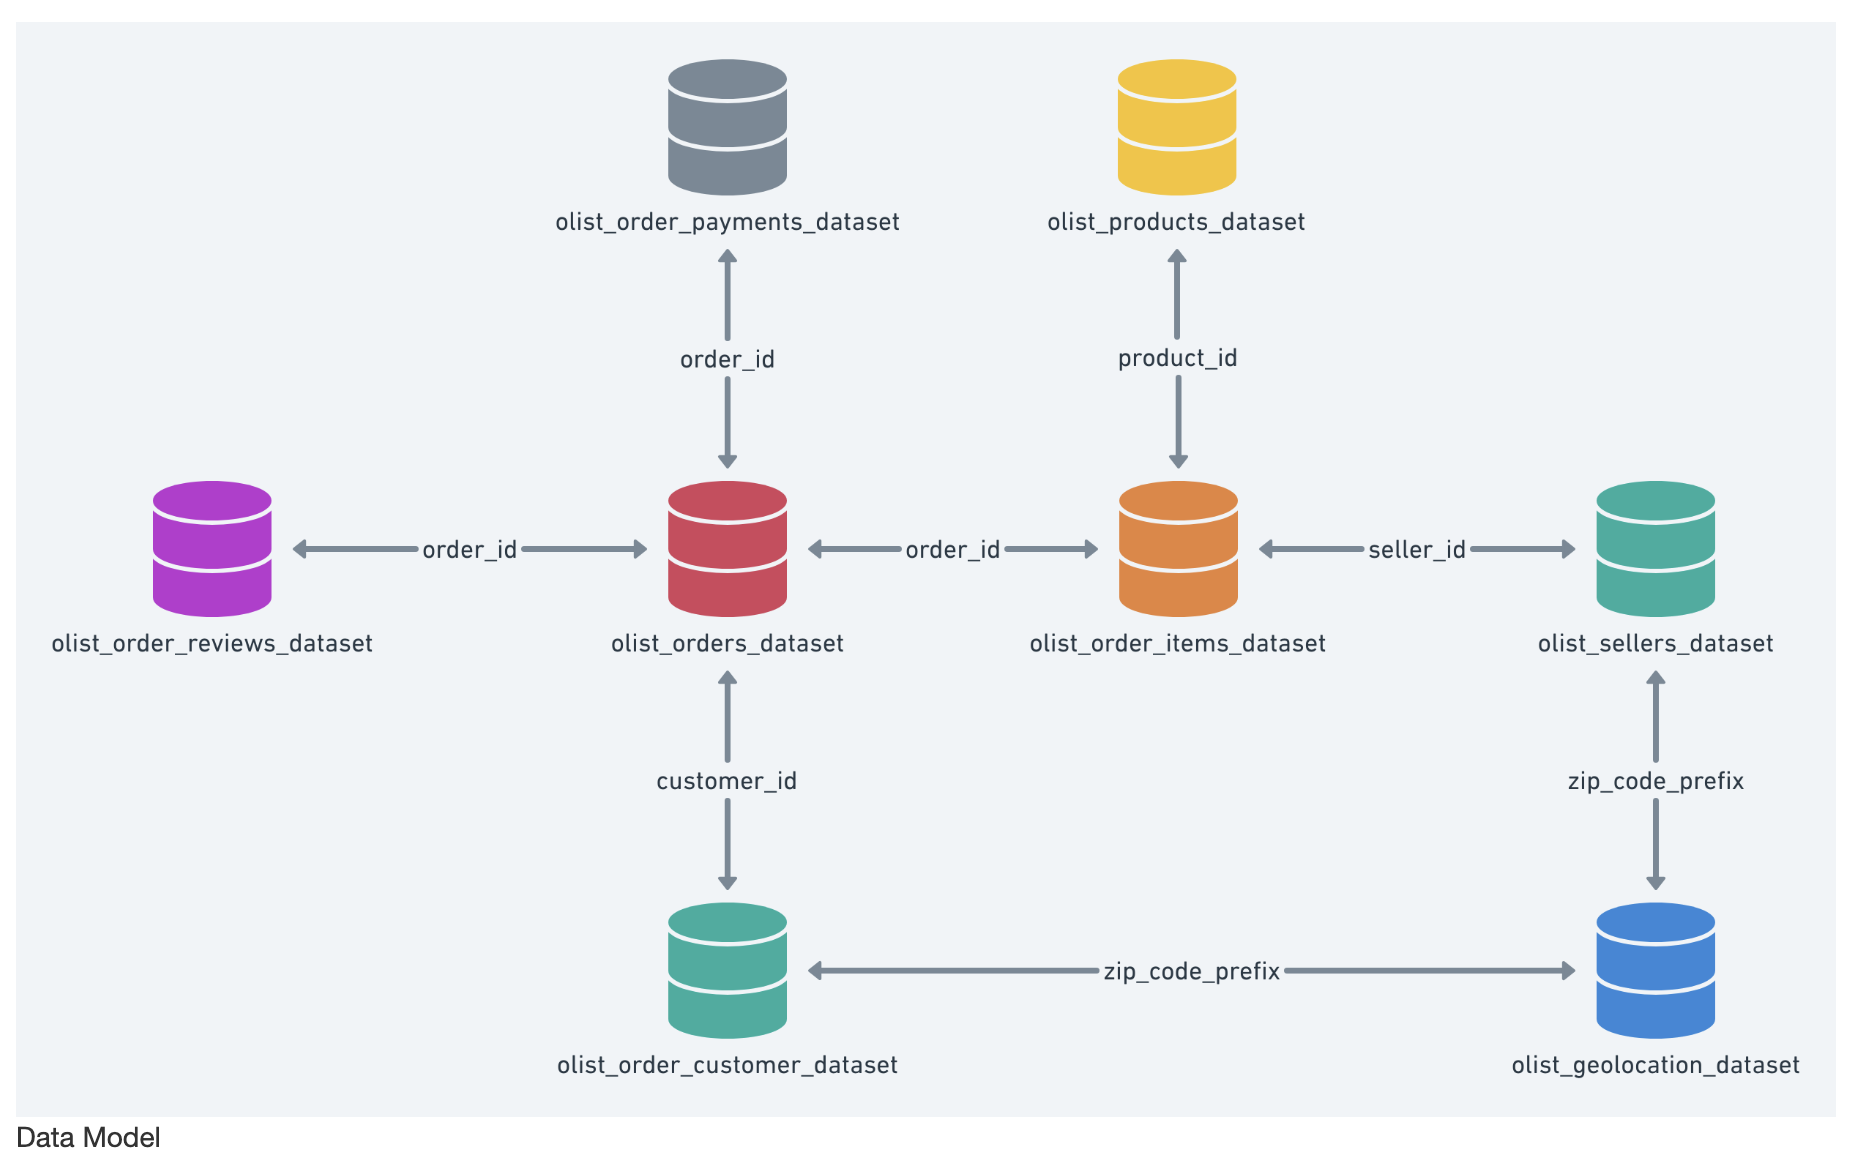 olist_order_payments_dataset
olist_products_dataset
order_id
product_id
order_id
order_id
seller_id
olist_order_reviews_dataset
olist_orders_dataset
olist_order_items_dataset
olist_sellers_dataset
customer_id
zip_code_prefix
zip_code_prefix
olist_order_customer_dataset
olist_geolocation_dataset
Data Model